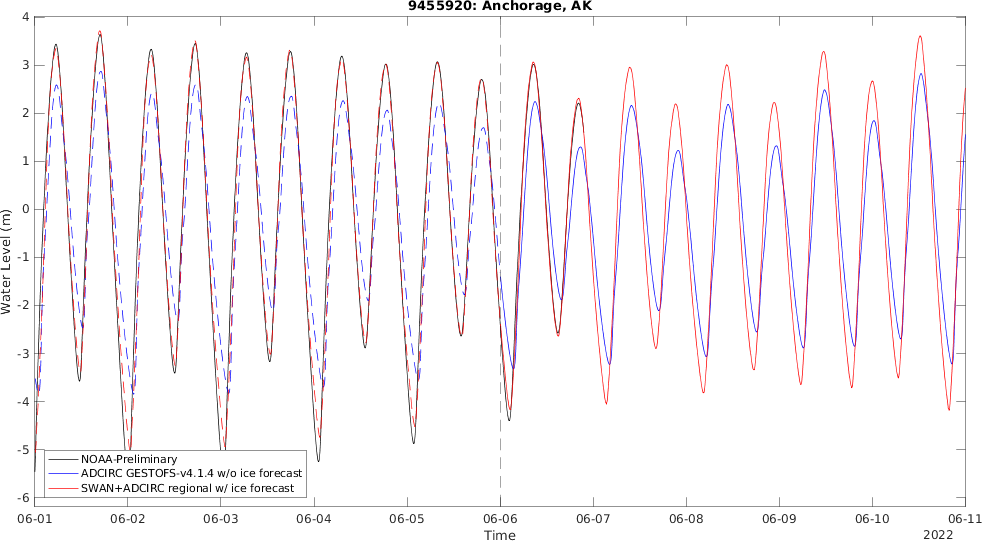 9455920: Anchorage, AK
4
3
2
1
0
-1
-2
-3
-4
-5
-6
Water Level (m)
NOAA-Preliminary
ADCIRC GESTOFS-v4.1.4 w/o ice forecast
SWAN+ADCIRC regional w/ ice forecast
06-01 06-02 06-03 06-04 06-05 06-06 06-07 06-08 06-09 06-10 06-11
Time
2022